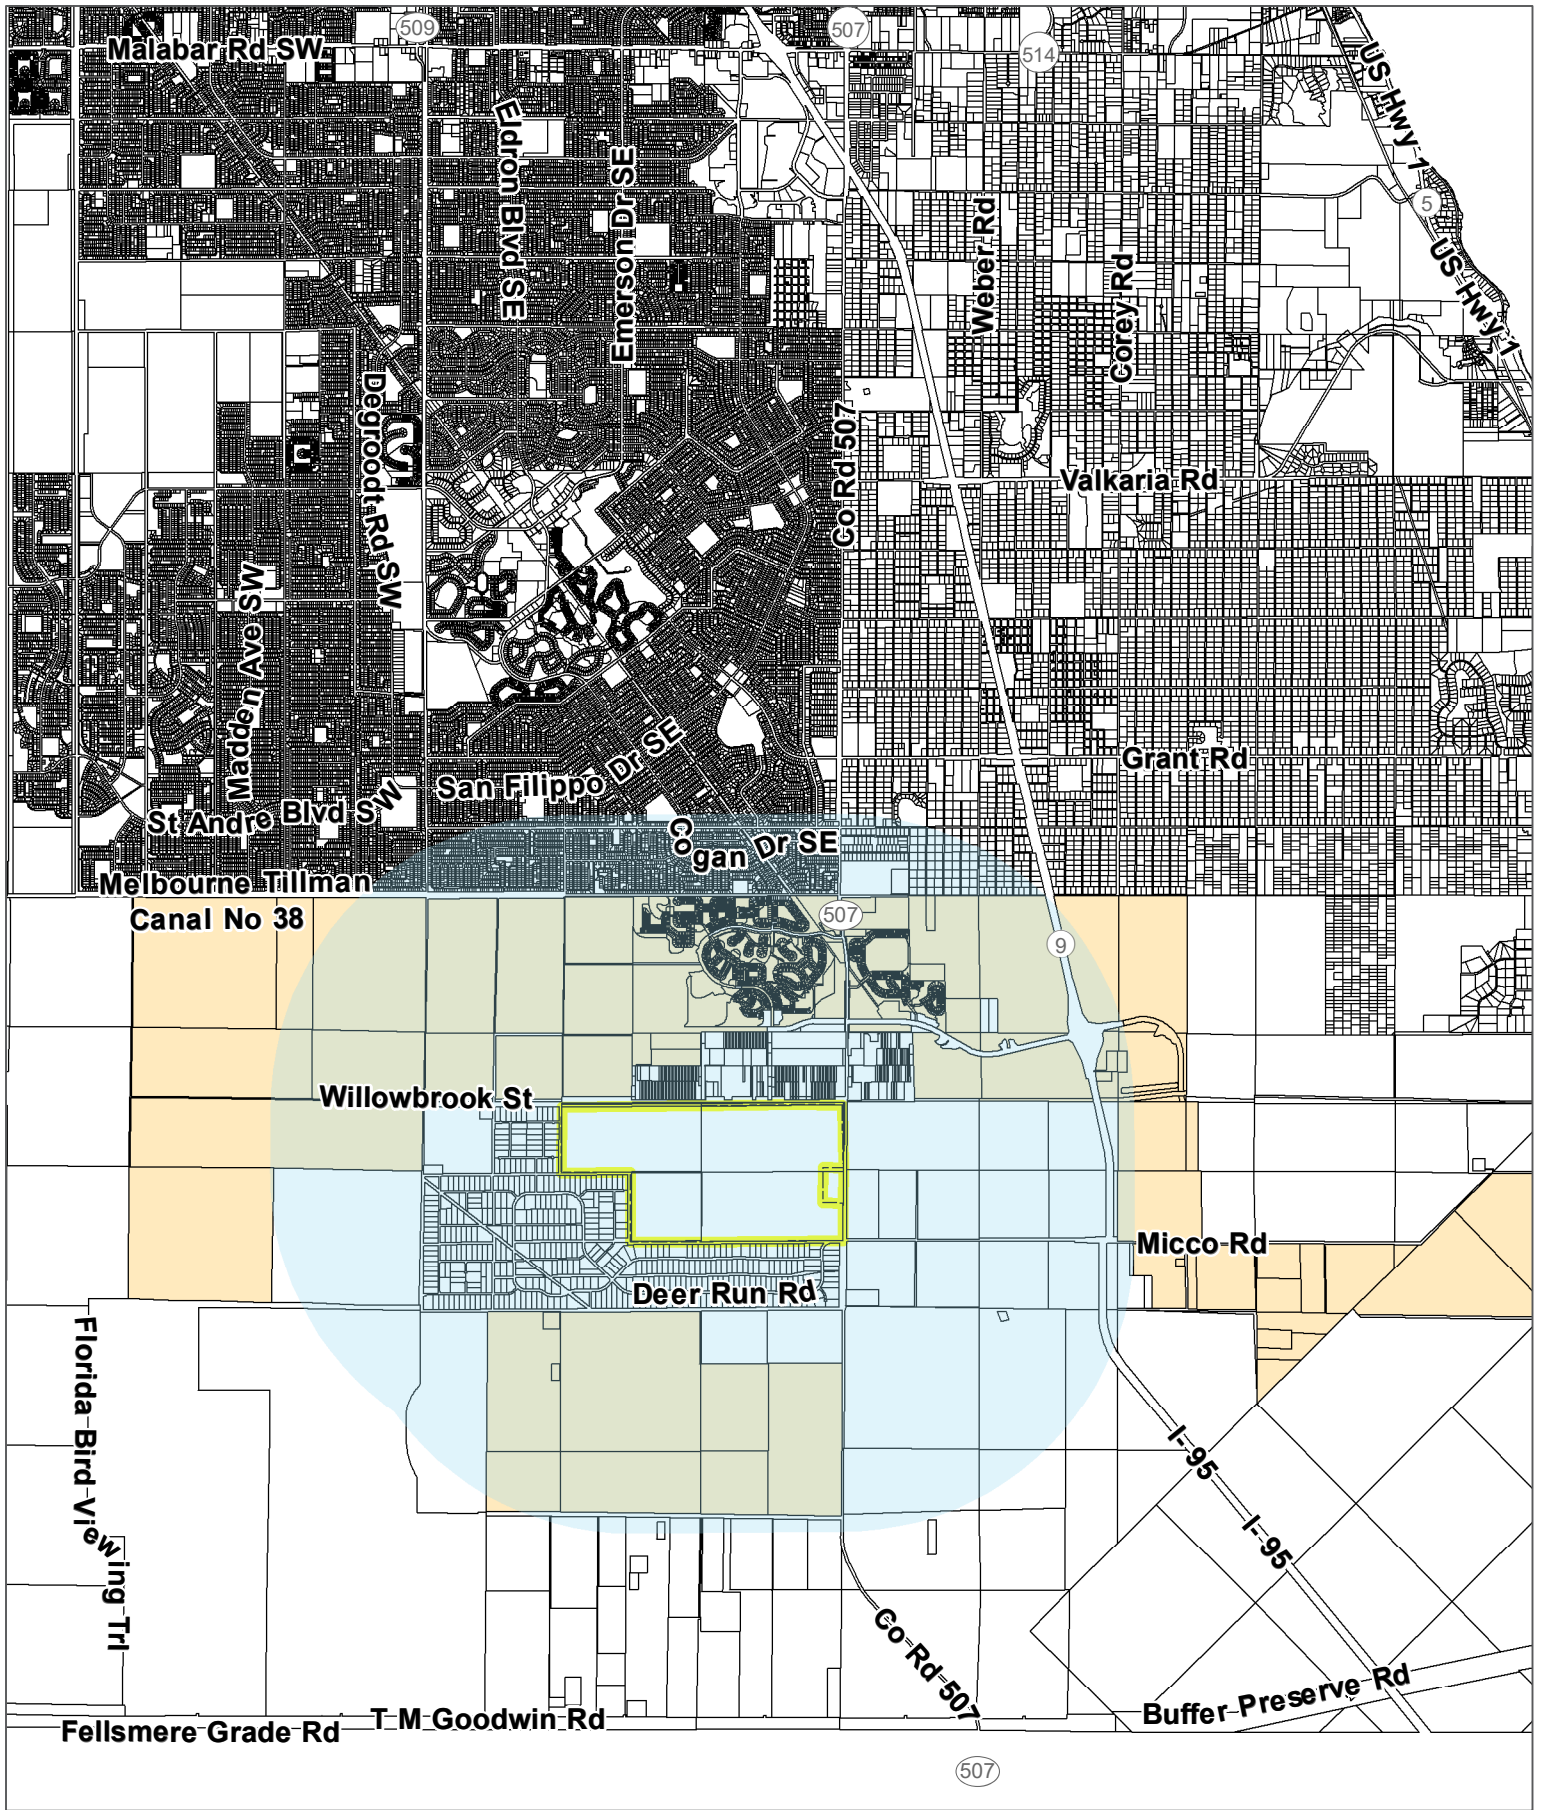 509
507
514
Malabar Rd SW
US Hwy 1
Eldron Blvd SE
Emerson Dr SE
5
Weber Rd
US Hwy 1
Corey Rd
Degroodt Rd SW
Co Rd 507
Valkaria Rd
Madden Ave SW
San Filippo Dr SE
Grant Rd
St Andre Blvd SW
Cogan Dr SE
Melbourne Tillman
Canal No 38
507
9
Willowbrook St
Micco Rd
Deer Run Rd
Florida Bird Viewing Trl
I-95
I-95
Co Rd 507
Buffer Preserve Rd
T M Goodwin Rd
Fellsmere Grade Rd
507